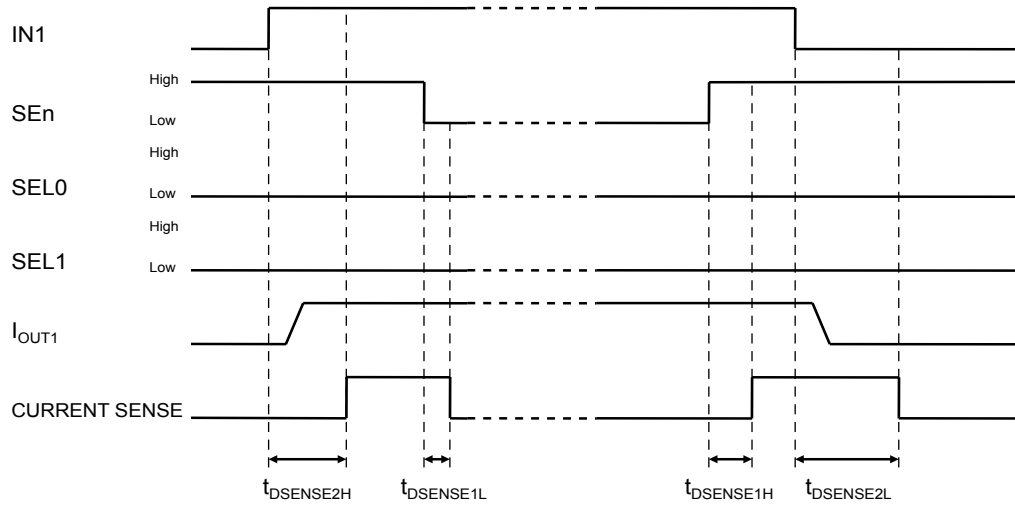 IN1
High
SEn
Low
High
SEL0
Low
High
SEL1
Low
IOUT1
CURRENT SENSE
tDSENSE2H tDSENSE1L tDSENSE1H tDSENSE2L